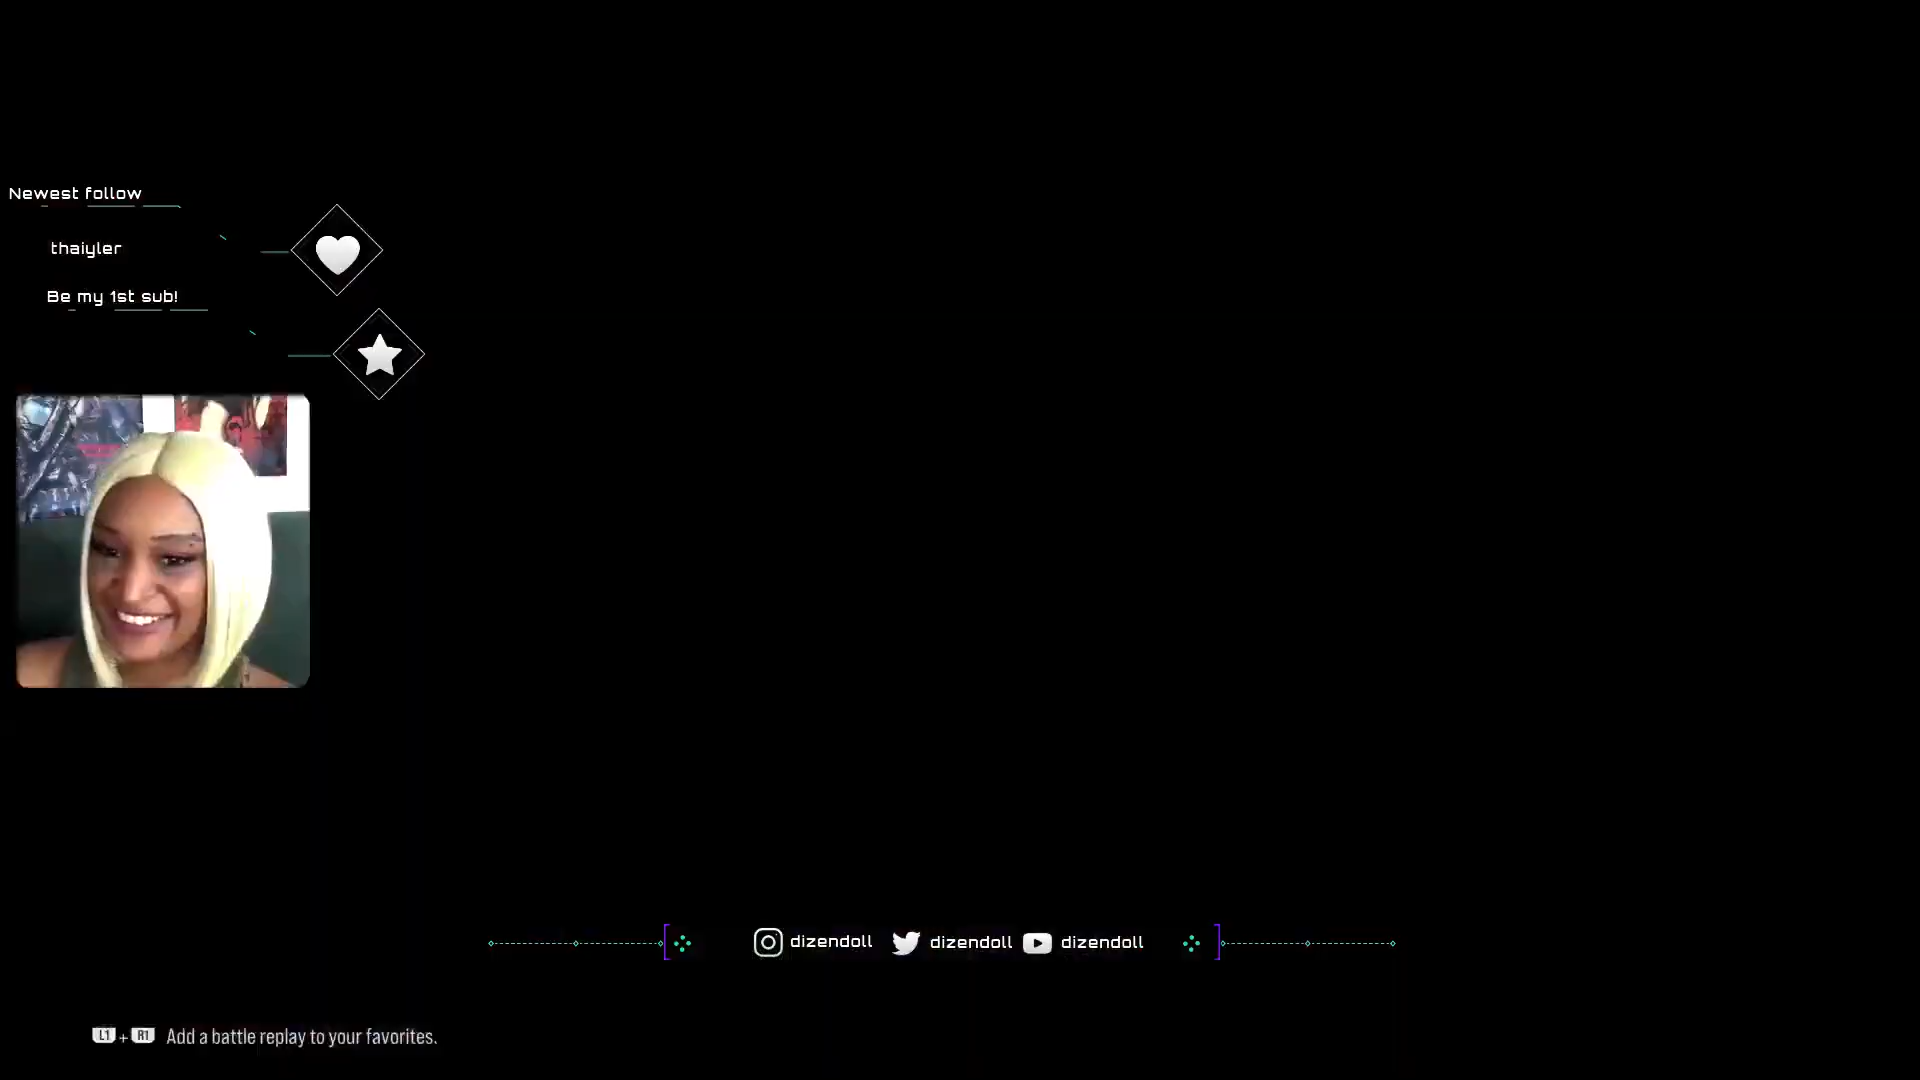 Newest follow
thaiyler
Be my 1st sub!
dizendoll dizendoll dizendoll
L1 + R1 Add a battle replay to your favorites.